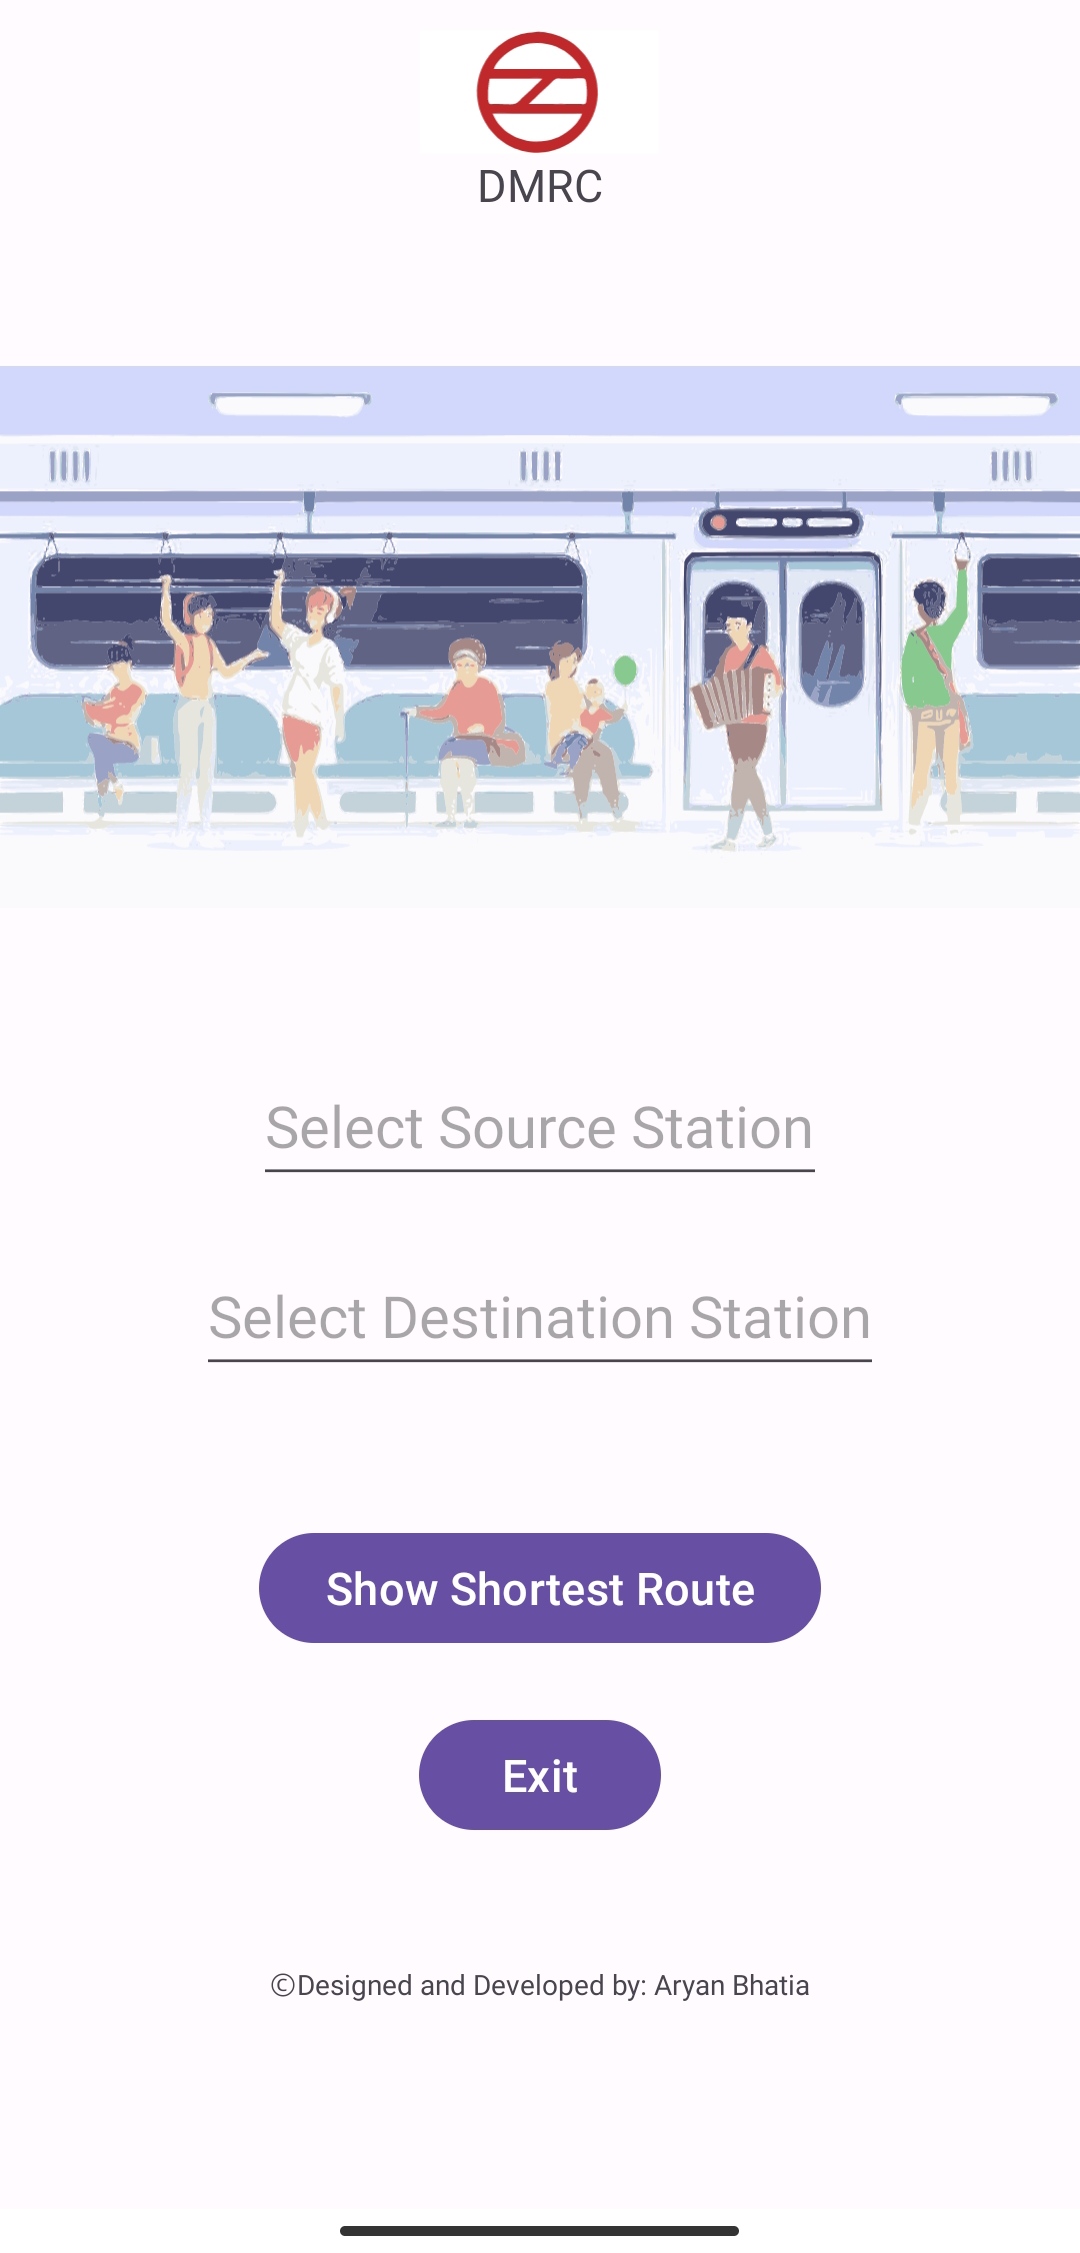 DMRC
Select Source Station
Select Destination Station
Show Shortest Route
Exit
©Designed and Developed by: Aryan Bhatia